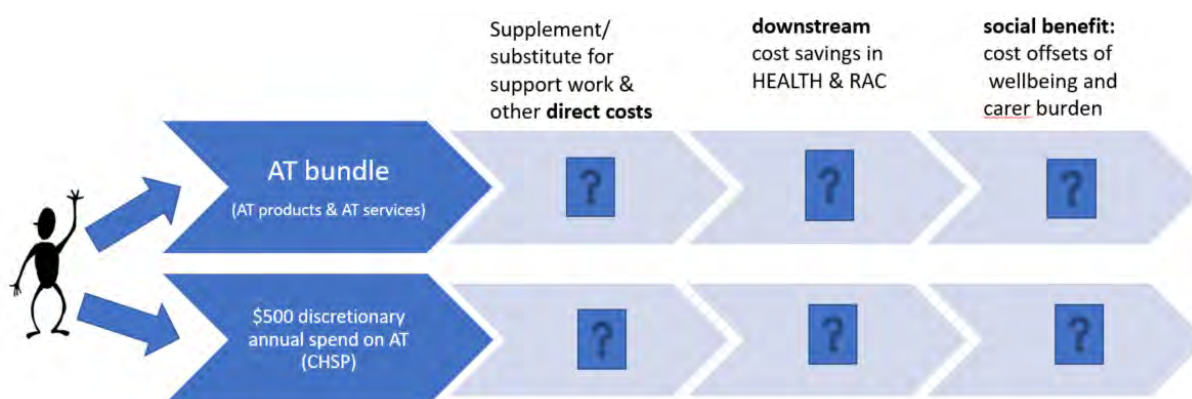 Supplement/
substitute for
support work &
other direct costs
downstream
cost savings in
HEALTH & RAC
social benefit:
cost offsets of
wellbeing and
carer burden
AT bundle
(AT products & AT services)
?
?
?
$500 discretionary
annual spend on AT
(CHSP)
?
?
?